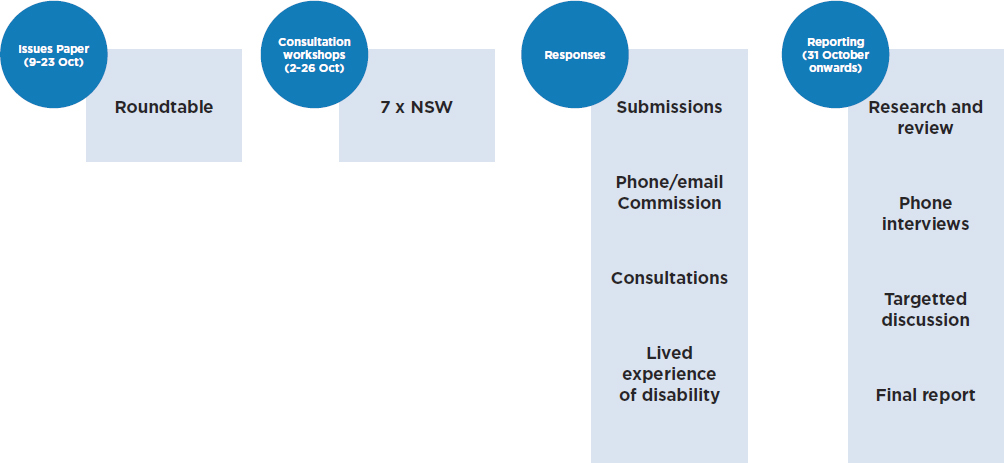 Issues Paper
(9-23 Oct)
Roundtable
Consultation
workshops
(2-26 Oct)
7 x NSW
Responses
Submissions
Phone/email
Commission
Consultations
Lived
experience
of disability
Reporting
(31 October
onwards)
Research and
review
Phone
interviews
Targetted
discussion
Final report